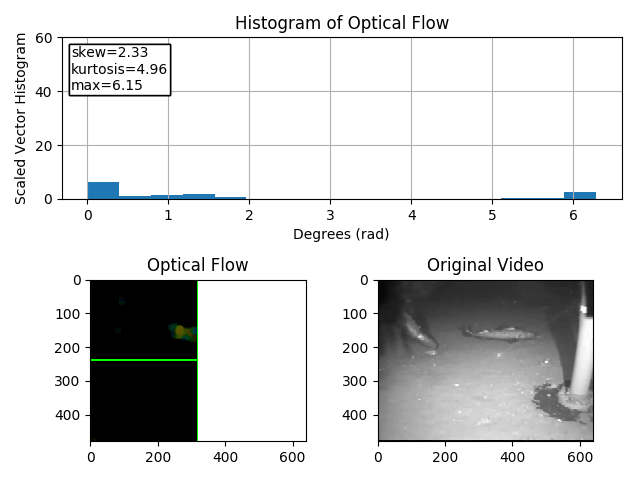 Histogram of Optical Flow
Scaled Vector Histogram
60
40
20
0
skew=2.33
kurtosis=4.96
max=6.15
0 1 2 3 4 5 6
Degrees (rad)
Optical Flow
0
100
200
300
400
0 200 400 600
Original Video
0
100
200
300
400
0 200 400 600